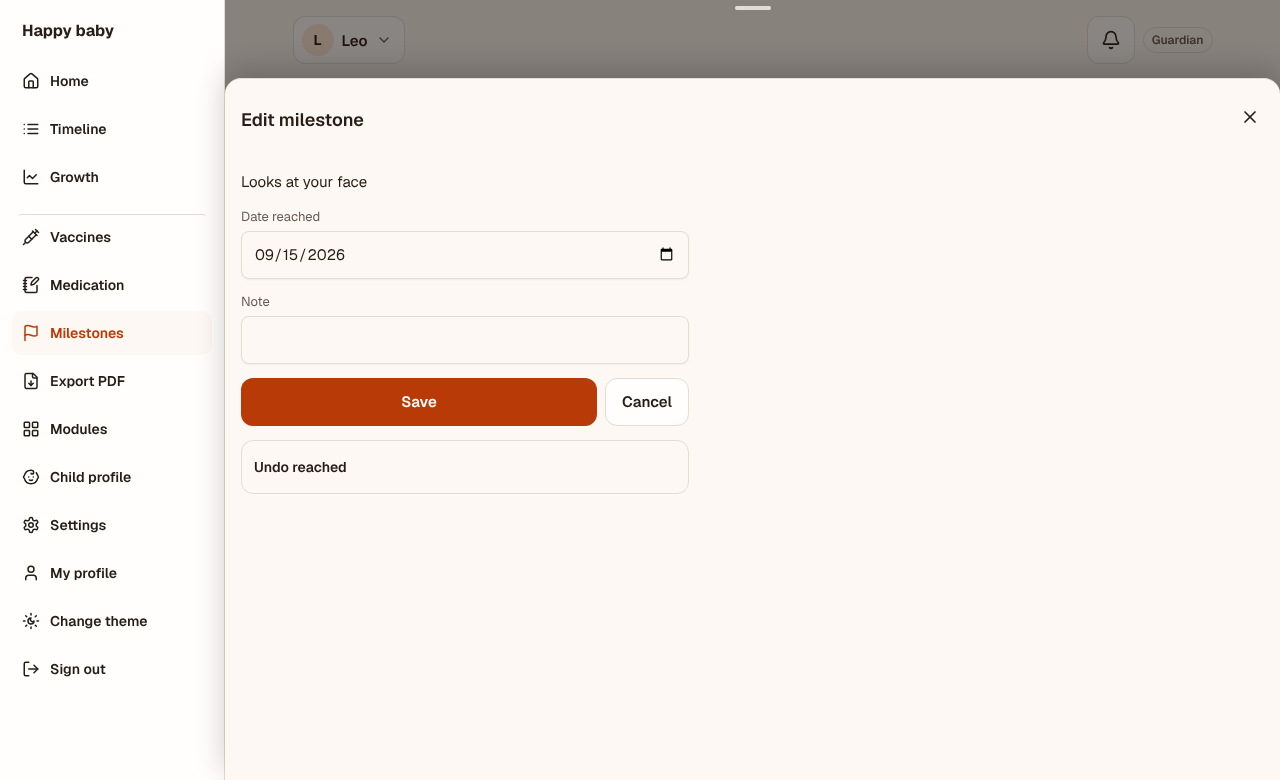 Happy baby
Home
Timeline
Growth
Vaccines
Medication
Milestones
Export PDF
Modules
Child profile
Settings
My profile
Change theme
Sign out
L Leo
Guardian
Edit milestone
Looks at your face
Date reached
09/15/2026
Note
Save Cancel
Undo reached